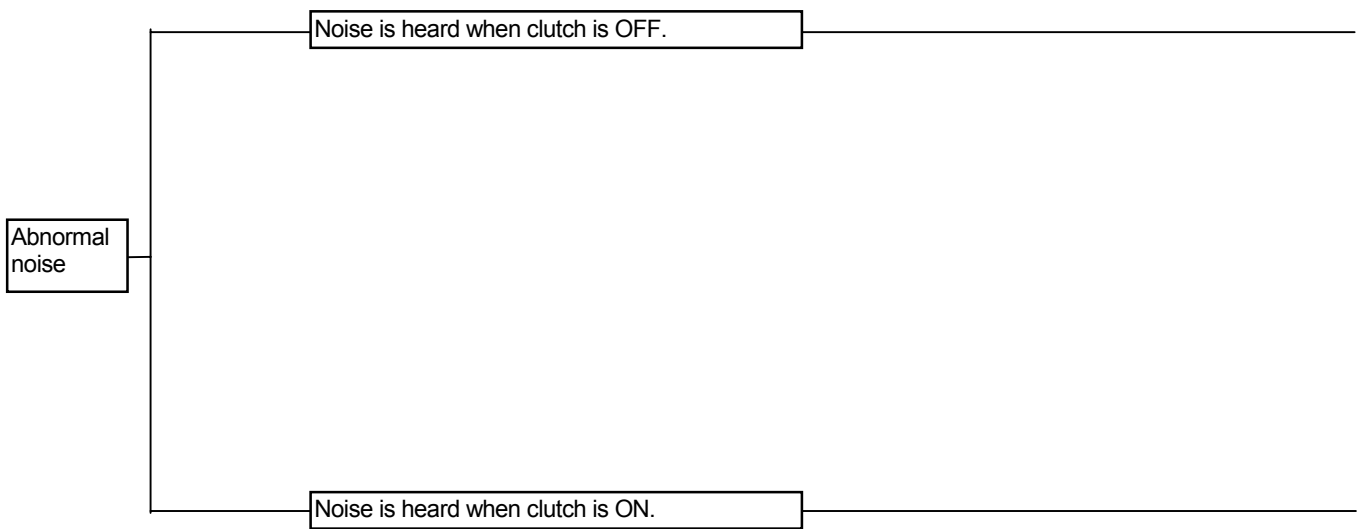 Noise is heard when clutch is OFF.
Abnormal
noise
Noise is heard when clutch is ON.